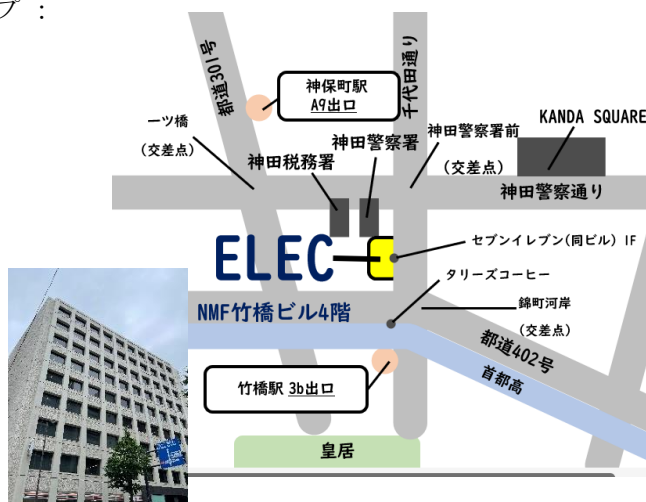 プ：
都道301号
神保町駅
A9出口
千代田通り
一ツ橋
（交差点）
神田税務署
神田警察署
神田警察署前
（交差点）
KANDA SQUARE
神田警察通り
ELEC
セブンイレブン(同ビル) 1F
タリーズコーヒー
NMF竹橋ビル4階
錦町河岸
（交差点）
都道402号
首都高
竹橋駅 3b出口
皇居